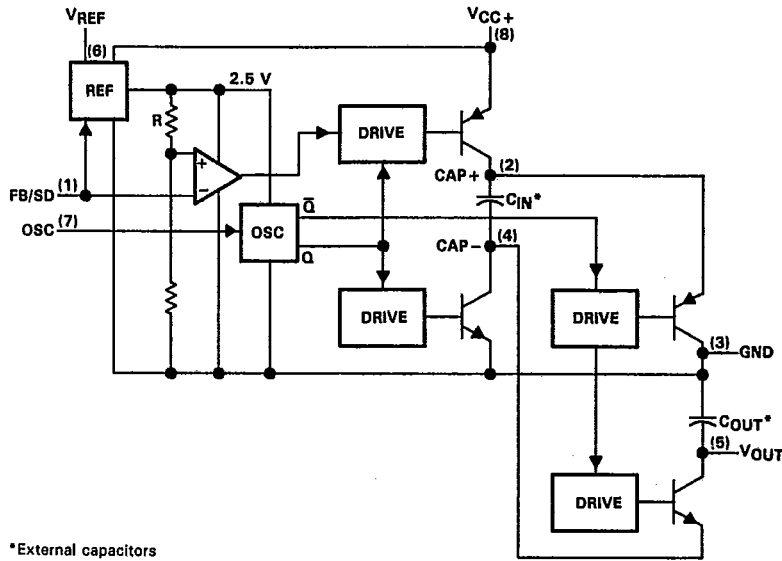 VREF
VCC+
(6)
(8)
REF
2.5 V
R
DRIVE
+
−
CAP+
(2)
FB/SD
(1)
CIN*
OSC
(7)
Q̄
OSC
CAP−
(4)
Q
DRIVE
DRIVE
(3)
GND
COUT*
(5)
VOUT
DRIVE
*External capacitors